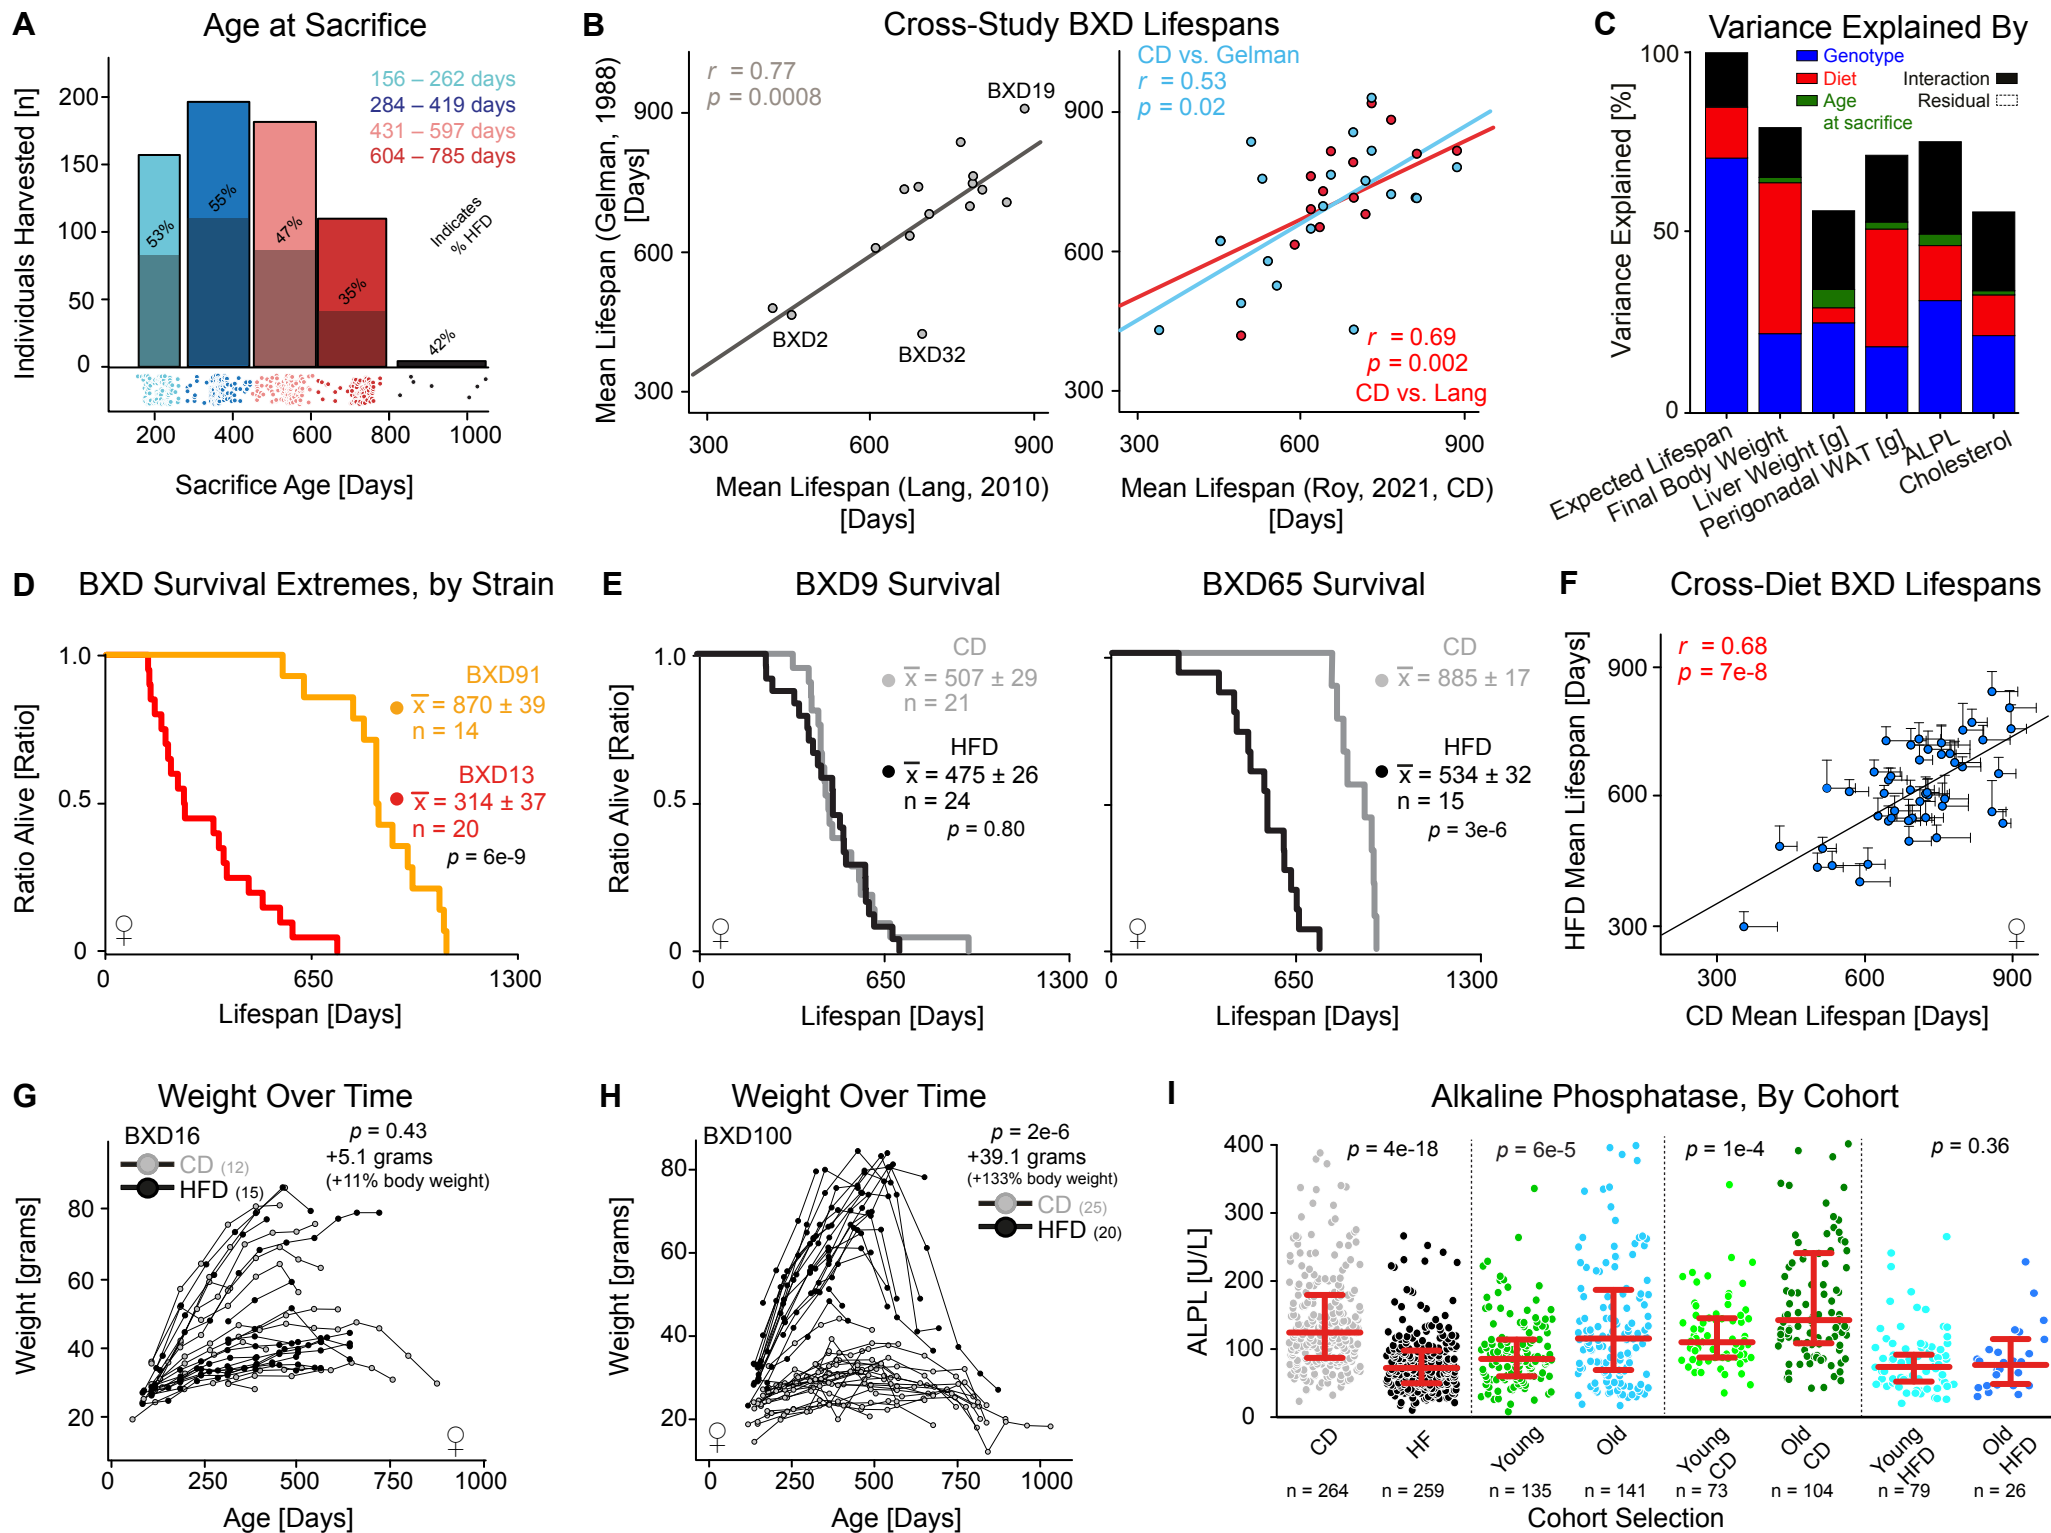 A Age at Sacrifice
156 – 262 days
284 – 419 days
431 – 597 days
604 – 785 days
Individuals Harvested [n]
200
150
100
50
0
53%
55%
47%
35%
42%
Indicates
% HFD
200 400 600 800 1000
Sacrifice Age [Days]
B Cross-Study BXD Lifespans
r = 0.77
p = 0.0008
BXD19
BXD2
BXD32
Mean Lifespan (Gelman, 1988)
[Days]
900
600
300
300 600 900
Mean Lifespan (Lang, 2010)
[Days]
CD vs. Gelman
r = 0.53
p = 0.02
r = 0.69
p = 0.002
CD vs. Lang
900
600
300
300 600 900
Mean Lifespan (Roy, 2021, CD)
[Days]
C Variance Explained By
Genotype
Diet
Age
at sacrifice
Interaction
Residual
Variance Explained [%]
100
50
0
Expected Lifespan
Final Body Weight
Liver Weight [g]
Perigonadal WAT [g]
ALPL
Cholesterol
D BXD Survival Extremes, by Strain
BXD91
x̅ = 870 ± 39
n = 14
BXD13
x̅ = 314 ± 37
n = 20
p = 6e-9
Ratio Alive [Ratio]
1.0
0.5
0
♀
0 650 1300
Lifespan [Days]
E BXD9 Survival
CD
x̅ = 507 ± 29
n = 21
HFD
x̅ = 475 ± 26
n = 24
p = 0.80
Ratio Alive [Ratio]
1.0
0.5
0
♀
0 650 1300
Lifespan [Days]
BXD65 Survival
CD
x̅ = 885 ± 17
HFD
x̅ = 534 ± 32
n = 15
p = 3e-6
♀
0 650 1300
Lifespan [Days]
F Cross-Diet BXD Lifespans
r = 0.68
p = 7e-8
HFD Mean Lifespan [Days]
900
600
300
♀
300 600 900
CD Mean Lifespan [Days]
G Weight Over Time
BXD16
CD (12)
HFD (15)
p = 0.43
+5.1 grams
(+11% body weight)
Weight [grams]
80
60
40
20
♀
0 250 500 750 1000
Age [Days]
H Weight Over Time
BXD100
p = 2e-6
+39.1 grams
(+133% body weight)
CD (25)
HFD (20)
Weight [grams]
80
60
40
20
♀
0 250 500 750 1000
Age [Days]
I Alkaline Phosphatase, By Cohort
p = 4e-18
p = 6e-5
p = 1e-4
p = 0.36
ALPL [U/L]
400
300
200
100
0
CD
HF
Young
Old
Young
CD
Old
CD
Young
HFD
Old
HFD
n = 264 n = 259 n = 135 n = 141 n = 73 n = 104 n = 79 n = 26
Cohort Selection